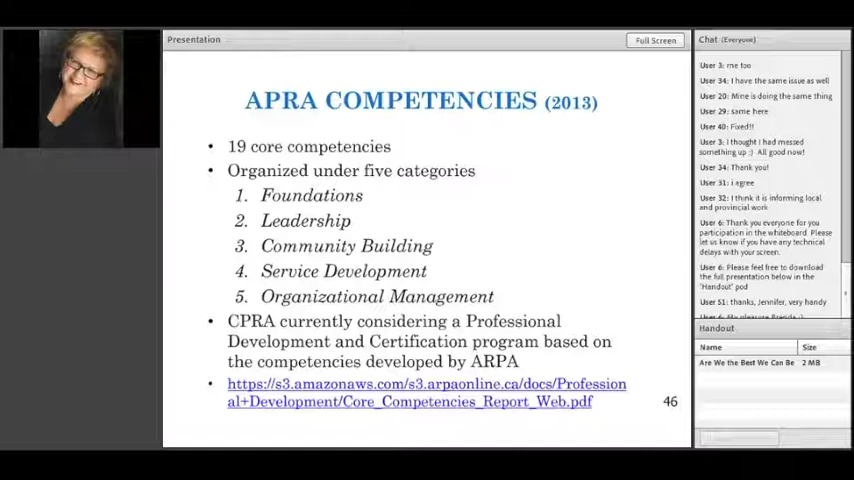 Presentation
Full Screen
APRA COMPETENCIES (2013)
• 19 core competencies
• Organized under five categories
1. Foundations
2. Leadership
3. Community Building
4. Service Development
5. Organizational Management
• CPRA currently considering a Professional
Development and Certification program based on
the competencies developed by ARPA
• https://s3.amazonaws.com/s3.arpaonline.ca/docs/Profession
al+Development/Core_Competencies_Report_Web.pdf
46
Chat (Everyone)
User 3: me too
User 34: I have the same issue as well
User 20: Mine is doing the same thing
User 29: same here
User 40: Fixed!!
User 3: I thought I had messed
something up :) All good now!
User 34: Thank you!
User 31: i agree
User 32: I think it is informing local
and provincial work
User 6: Thank you everyone for you
participation in the whiteboard Please
let us know if you have any technical
delays with your screen.
User 6: Please feel free to download
the full presentation below in the
'Handout' pod
User 51: thanks, Jennifer, very handy
Handout
Name Size
Are We the Best We Can Be 2 MB